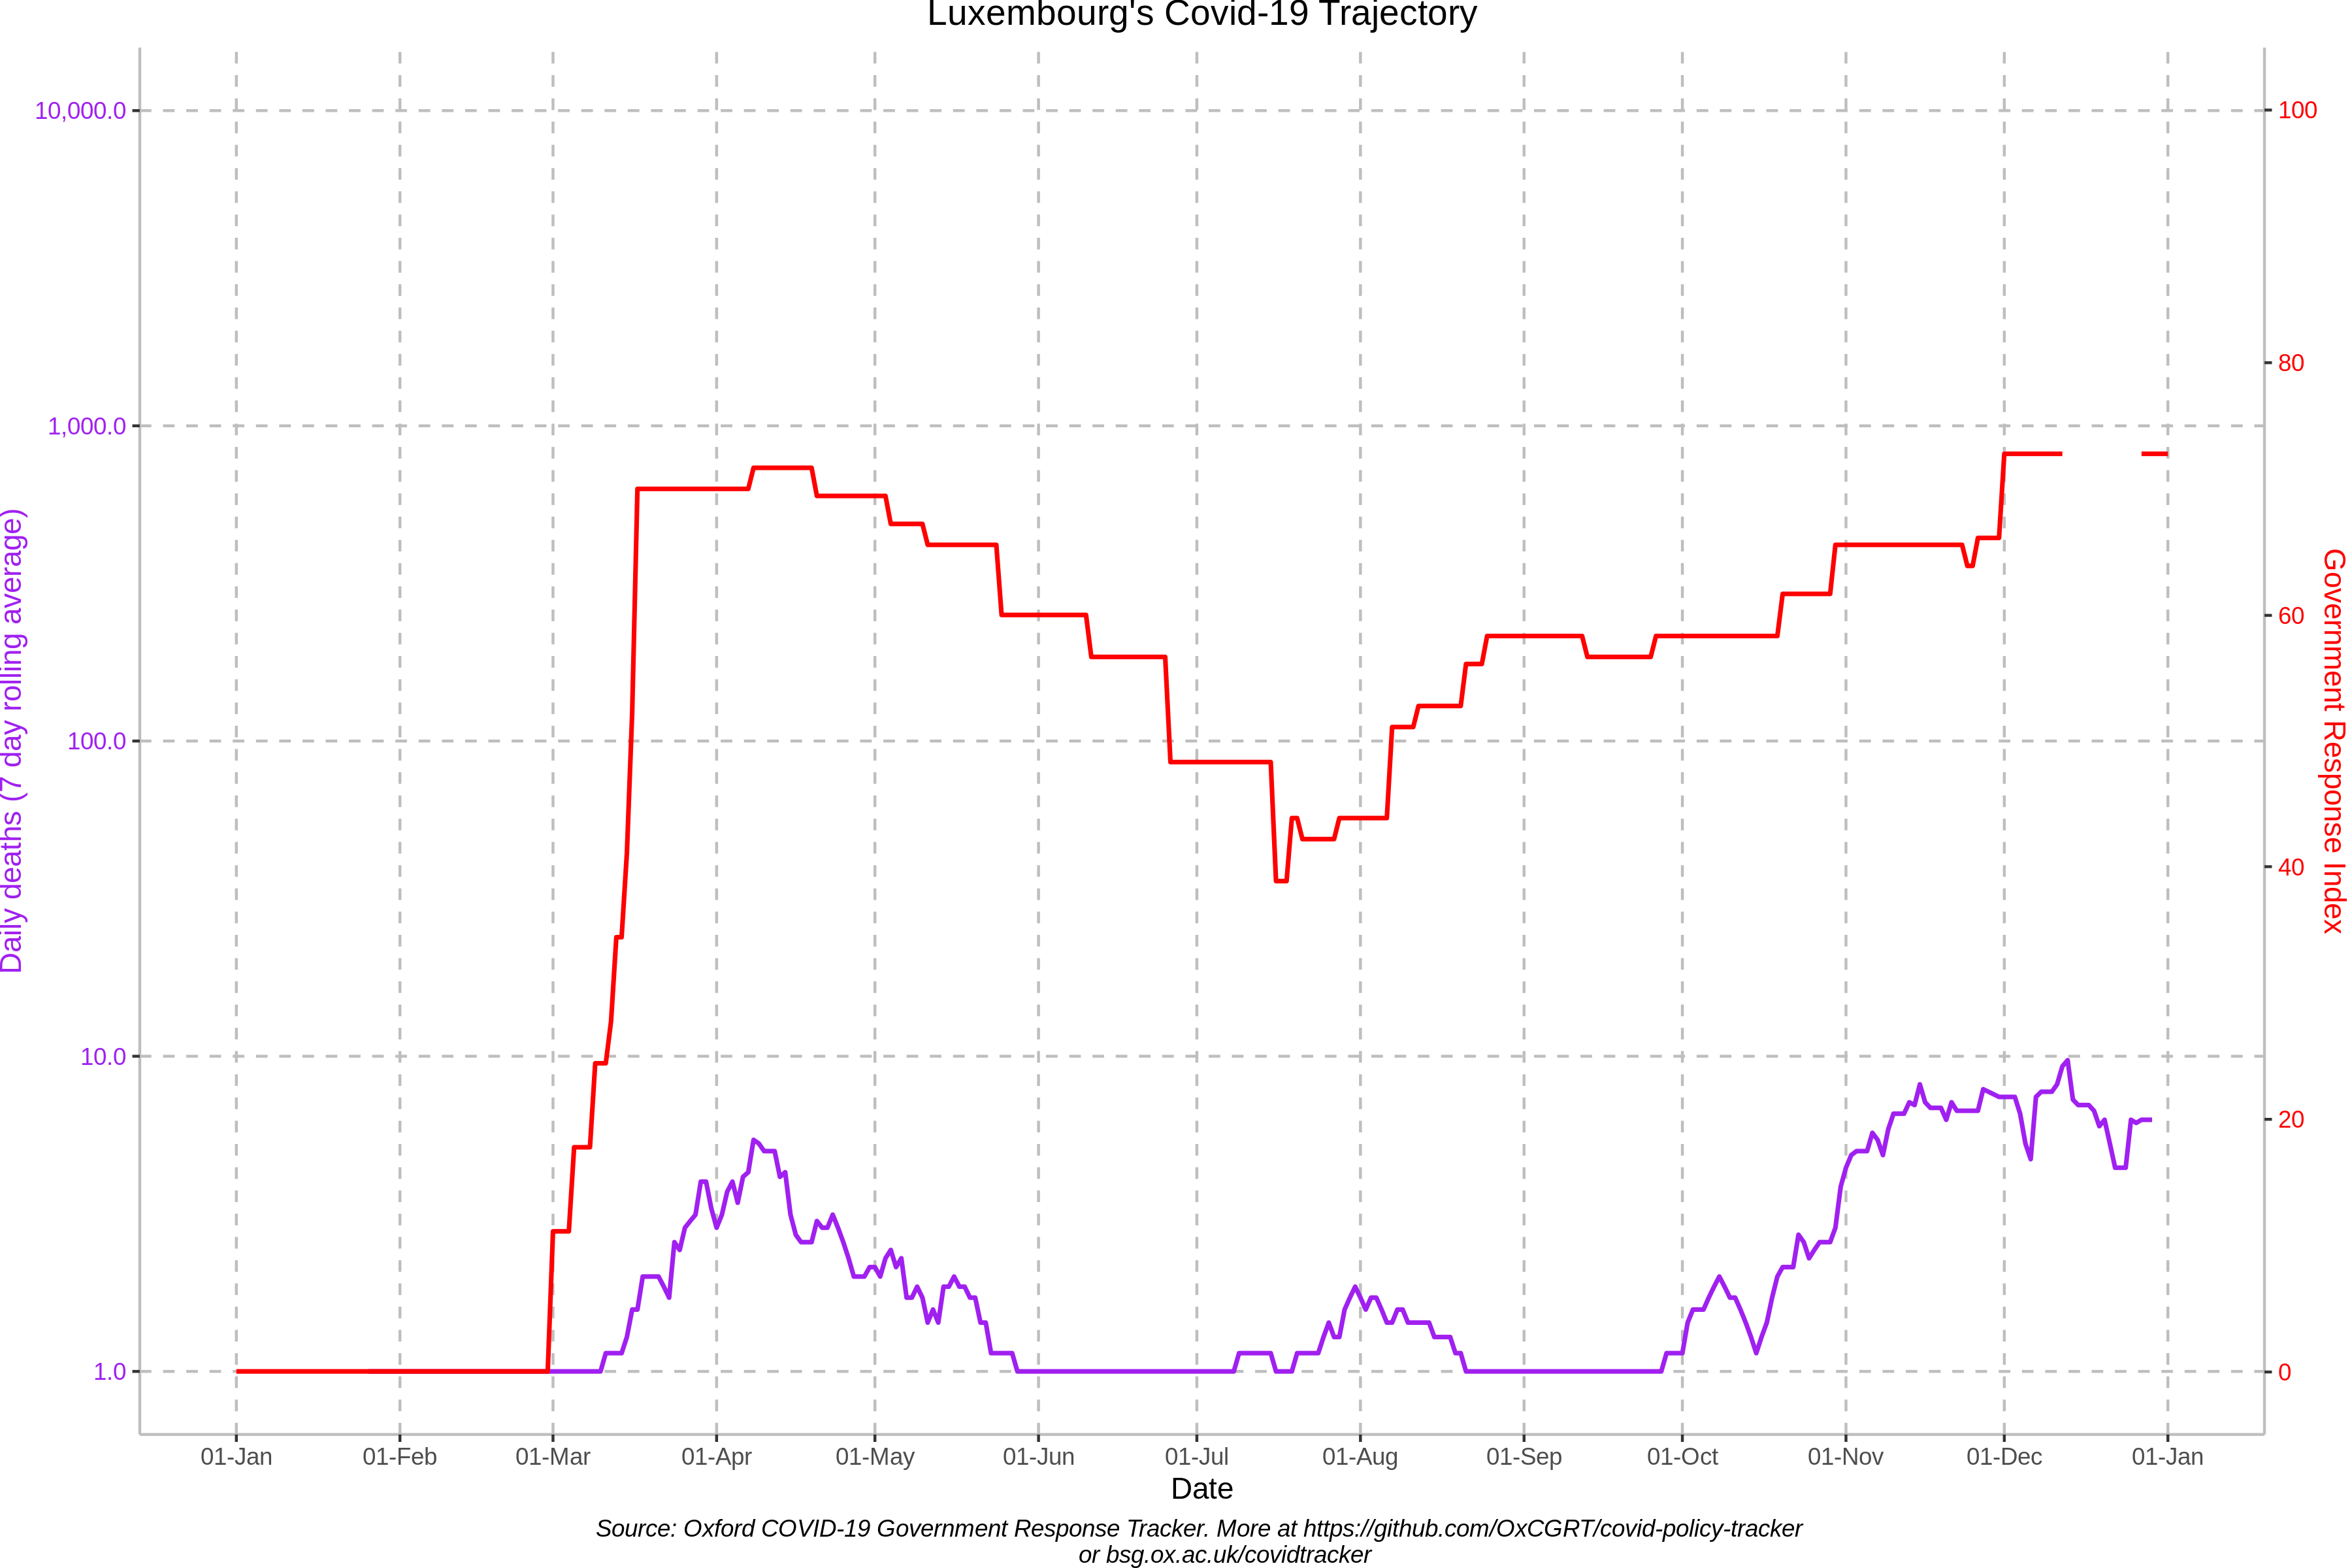 Luxembourg's Covid-19 Trajectory
Daily deaths (7 day rolling average)
10,000.0
1,000.0
100.0
10.0
1.0
100
80
60
40
20
0
Government Response Index
01-Jan 01-Feb 01-Mar 01-Apr 01-May 01-Jun 01-Jul 01-Aug 01-Sep 01-Oct 01-Nov 01-Dec 01-Jan
Date
Source: Oxford COVID-19 Government Response Tracker. More at https://github.com/OxCGRT/covid-policy-tracker
or bsg.ox.ac.uk/covidtracker